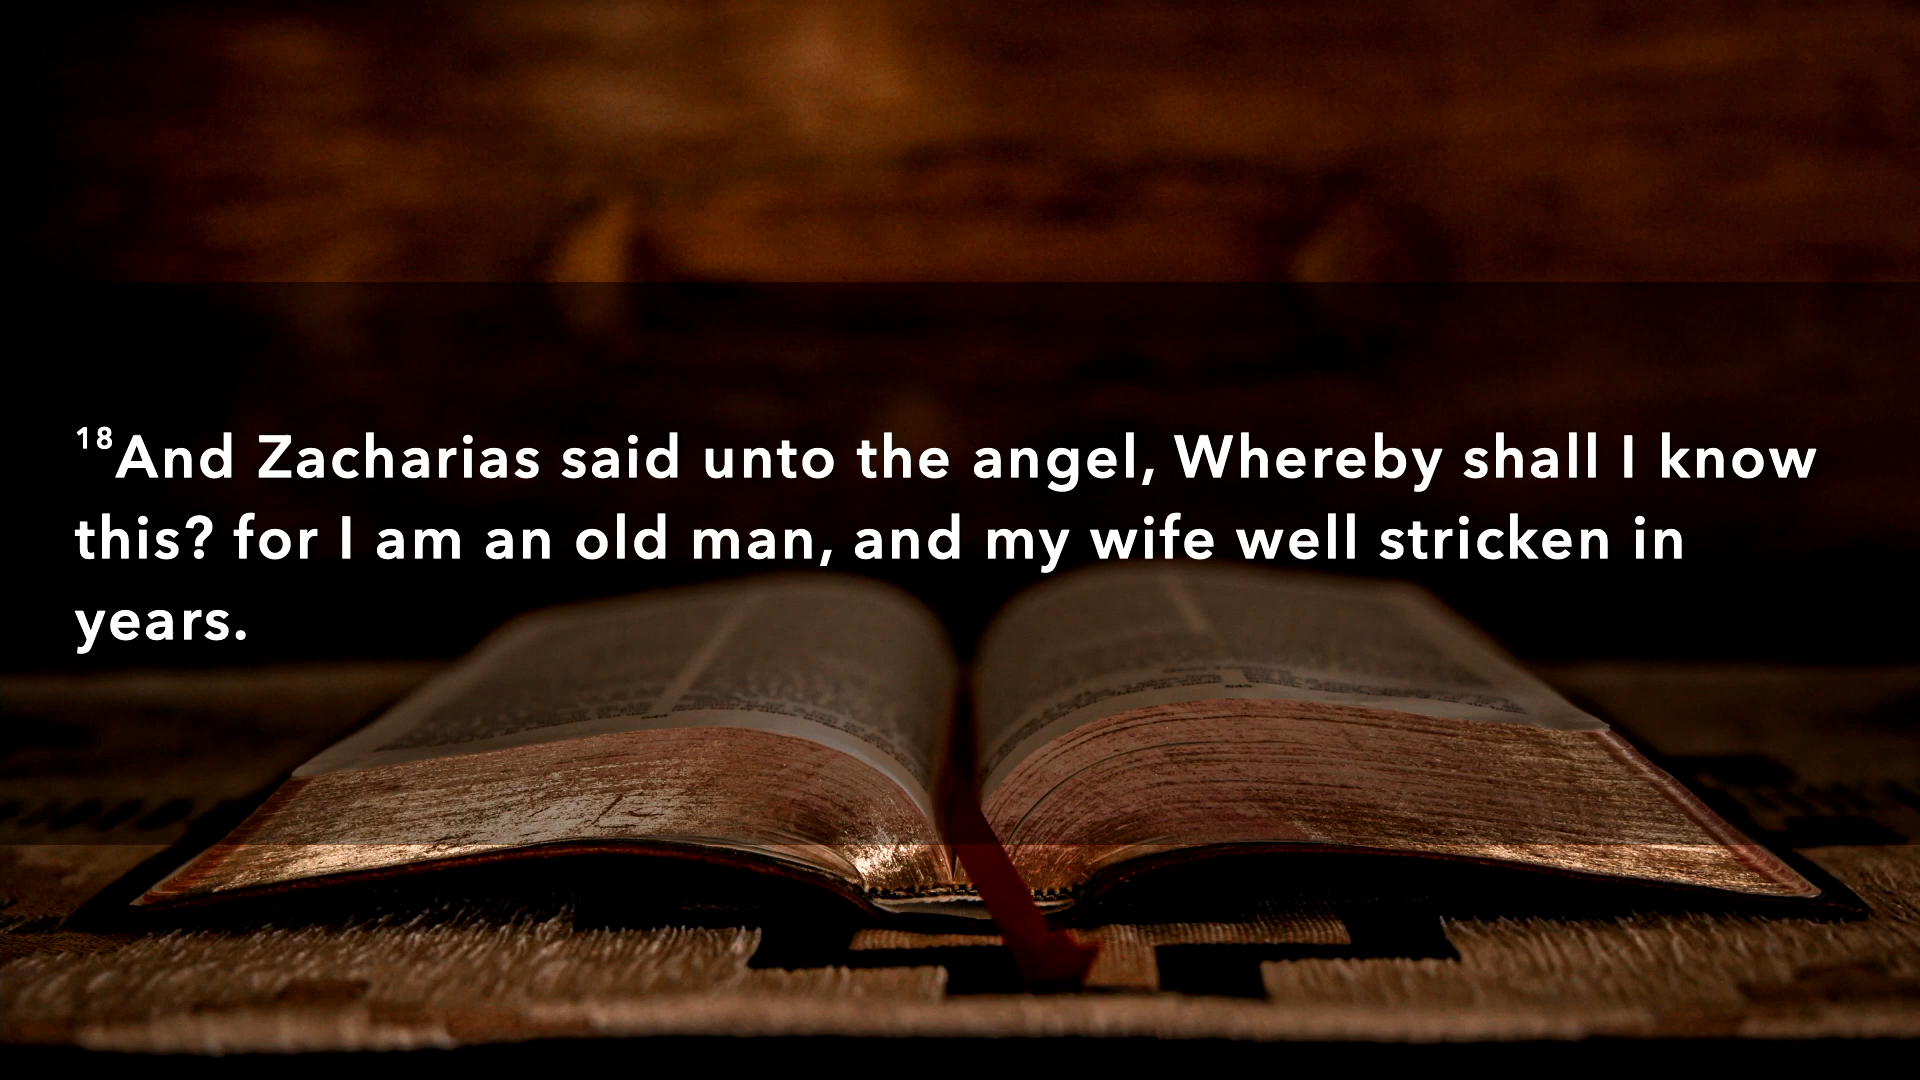 18And Zacharias said unto the angel, Whereby shall I know
this? for I am an old man, and my wife well stricken in
years.